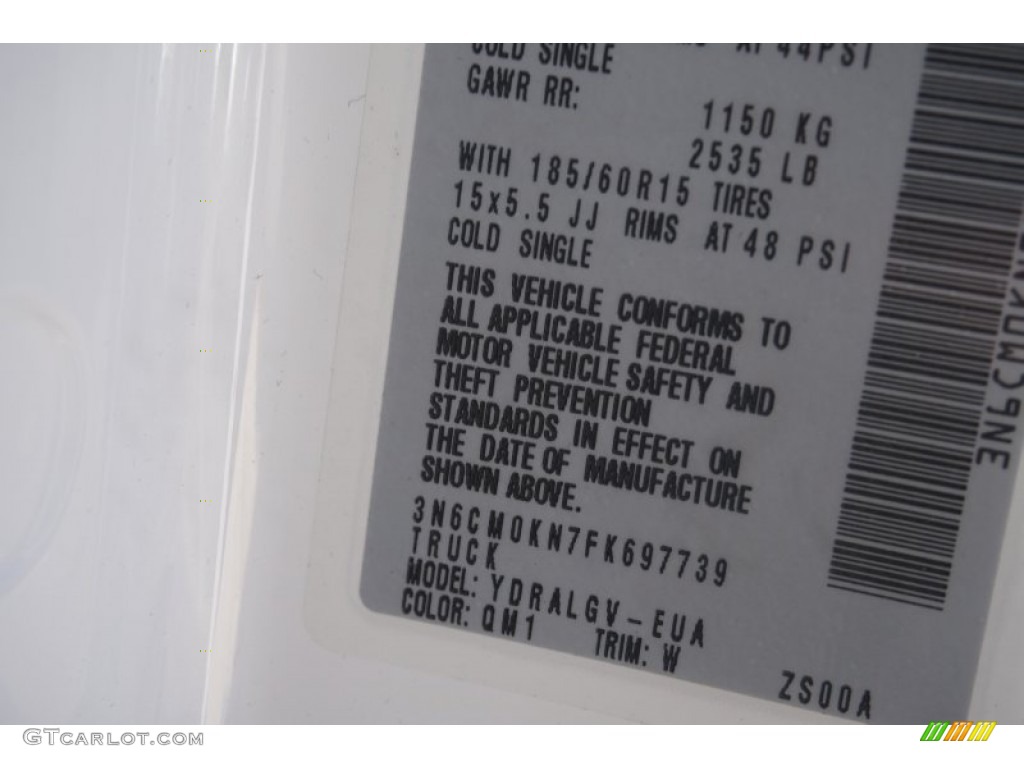 COLD SINGLE AT 44PSI
GAWR RR:
1150 KG
2535 LB
WITH 185/60R15 TIRES
15x5.5 JJ RIMS AT 48 PSI
COLD SINGLE
THIS VEHICLE CONFORMS TO
ALL APPLICABLE FEDERAL
MOTOR VEHICLE SAFETY AND
THEFT PREVENTION
STANDARDS IN EFFECT ON
THE DATE OF MANUFACTURE
SHOWN ABOVE.
3N6CM0KN7FK697739
TRUCK
MODEL: YDRALGV-EUA
COLOR: QM1 TRIM: W
ZS00A
GTCarlot.com